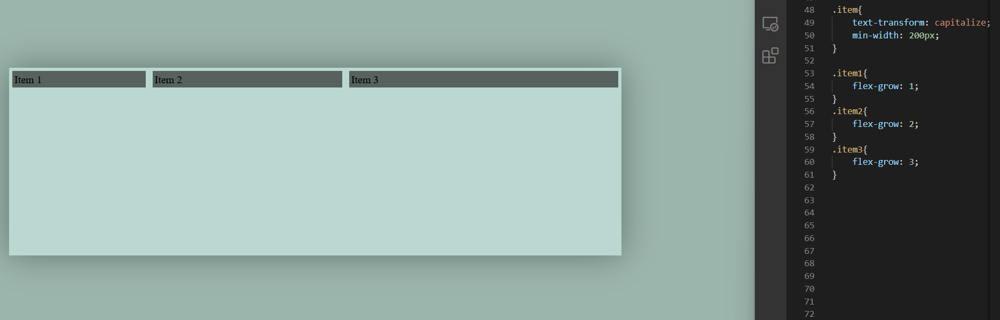 Item 1
Item 2
Item 3
48 .item{
49 text-transform: capitalize;
50 min-width: 200px;
51 }
52
53 .item1{
54 flex-grow: 1;
55 }
56 .item2{
57 flex-grow: 2;
58 }
59 .item3{
60 flex-grow: 3;
61 }
62
63
64
65
66
67
68
69
70
71
72